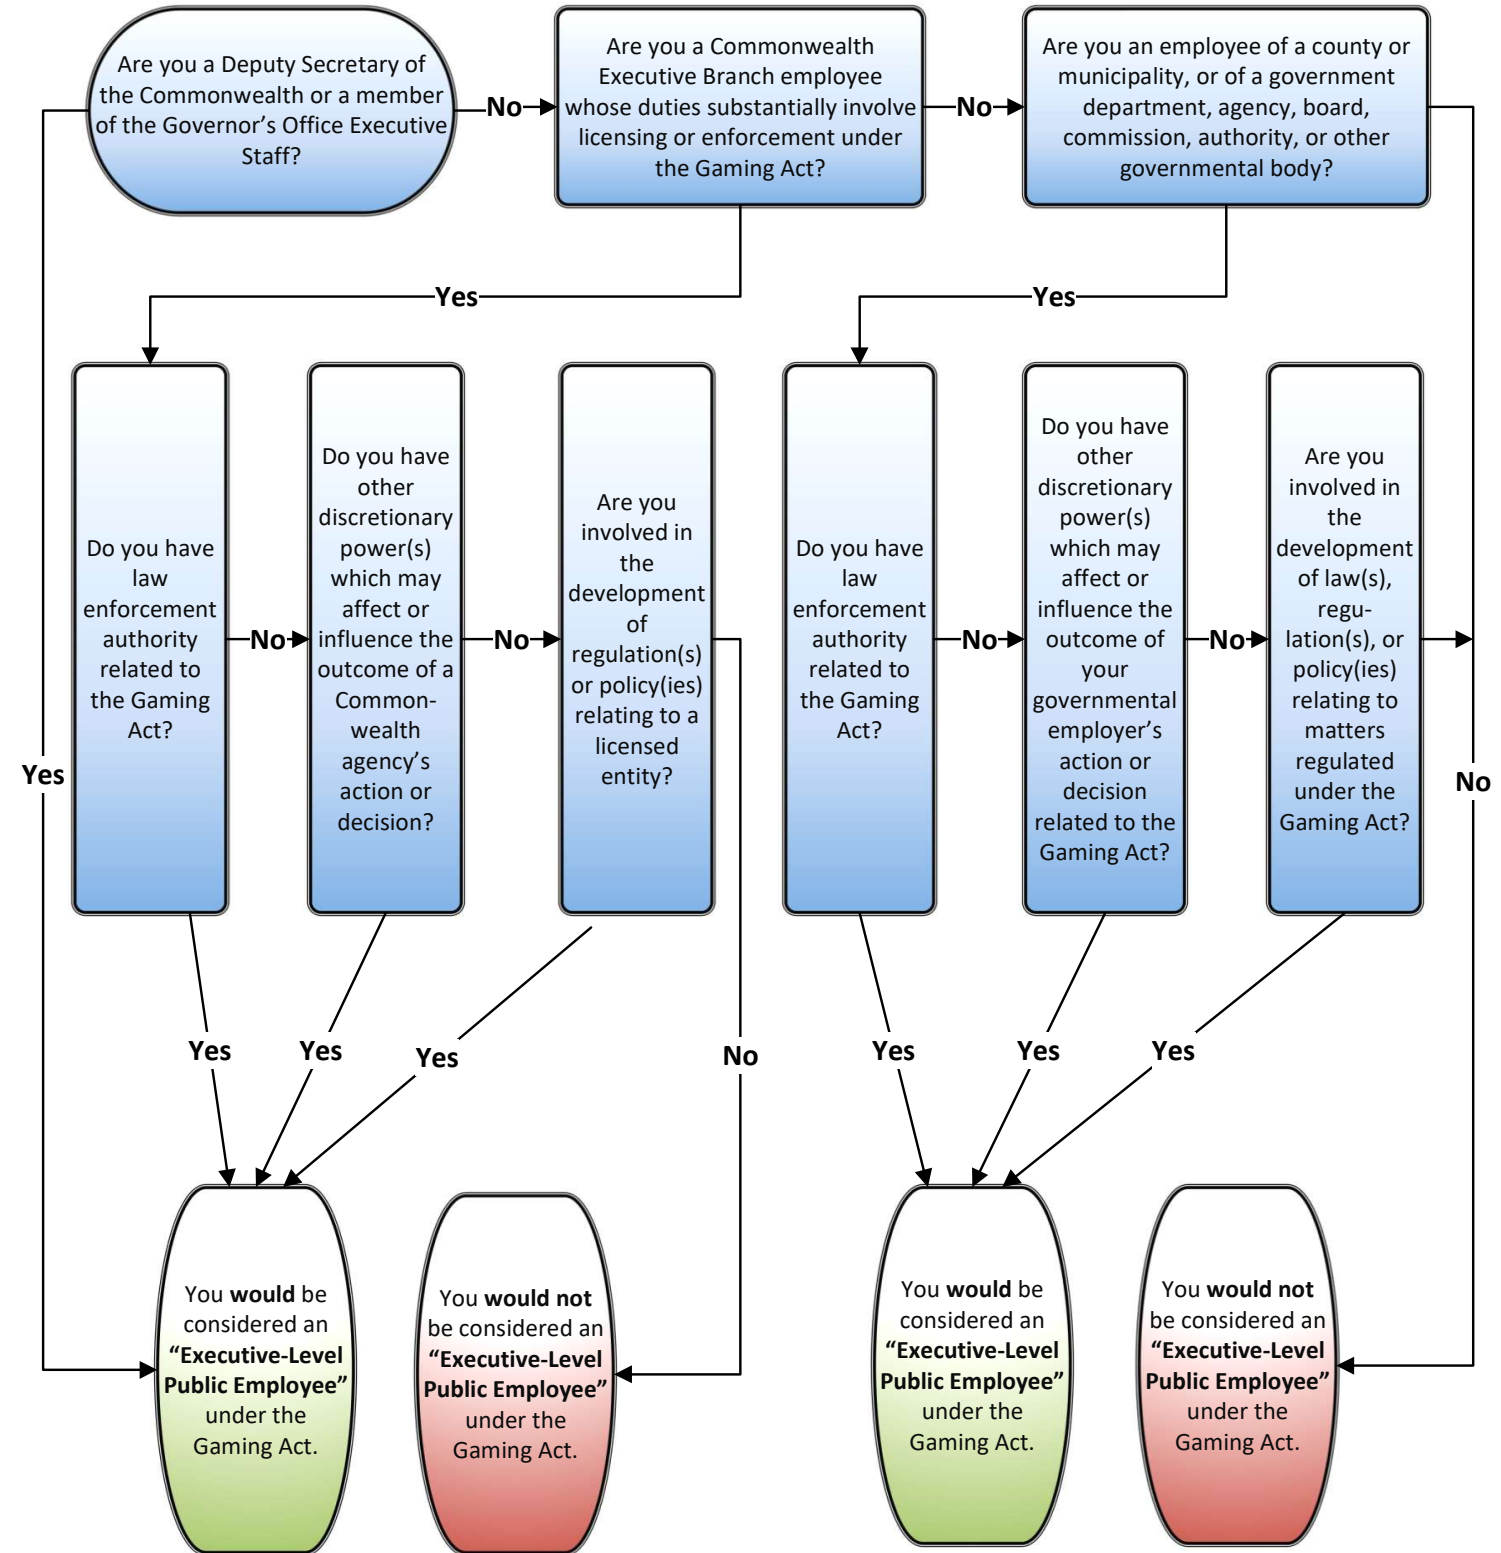 Are you a Deputy Secretary of
the Commonwealth or a member
of the Governor’s Office Executive
Staff?
No
Are you a Commonwealth
Executive Branch employee
whose duties substantially involve
licensing or enforcement under
the Gaming Act?
No
Are you an employee of a county or
municipality, or of a government
department, agency, board,
commission, authority, or other
governmental body?
Yes
Yes
Do you have
law
enforcement
authority
related to
the Gaming
Act?
No
Do you have
other
discretionary
power(s)
which may
affect or
influence the
outcome of a
Common-
wealth
agency’s
action or
decision?
No
Are you
involved in
the
development
of
regulation(s)
or policy(ies)
relating to a
licensed
entity?
Do you have
law
enforcement
authority
related to
the Gaming
Act?
No
Do you have
other
discretionary
power(s)
which may
affect or
influence the
outcome of
your
governmental
employer’s
action or
decision
related to the
Gaming Act?
No
Are you
involved in
the
development
of law(s),
regu-
lation(s), or
policy(ies)
relating to
matters
regulated
under the
Gaming Act?
Yes
No
Yes
Yes
Yes
No
Yes
Yes
Yes
You would be
considered an
“Executive-Level
Public Employee”
under the
Gaming Act.
You would not
be considered an
“Executive-Level
Public Employee”
under the
Gaming Act.
You would be
considered an
“Executive-Level
Public Employee”
under the
Gaming Act.
You would not
be considered an
“Executive-Level
Public Employee”
under the
Gaming Act.